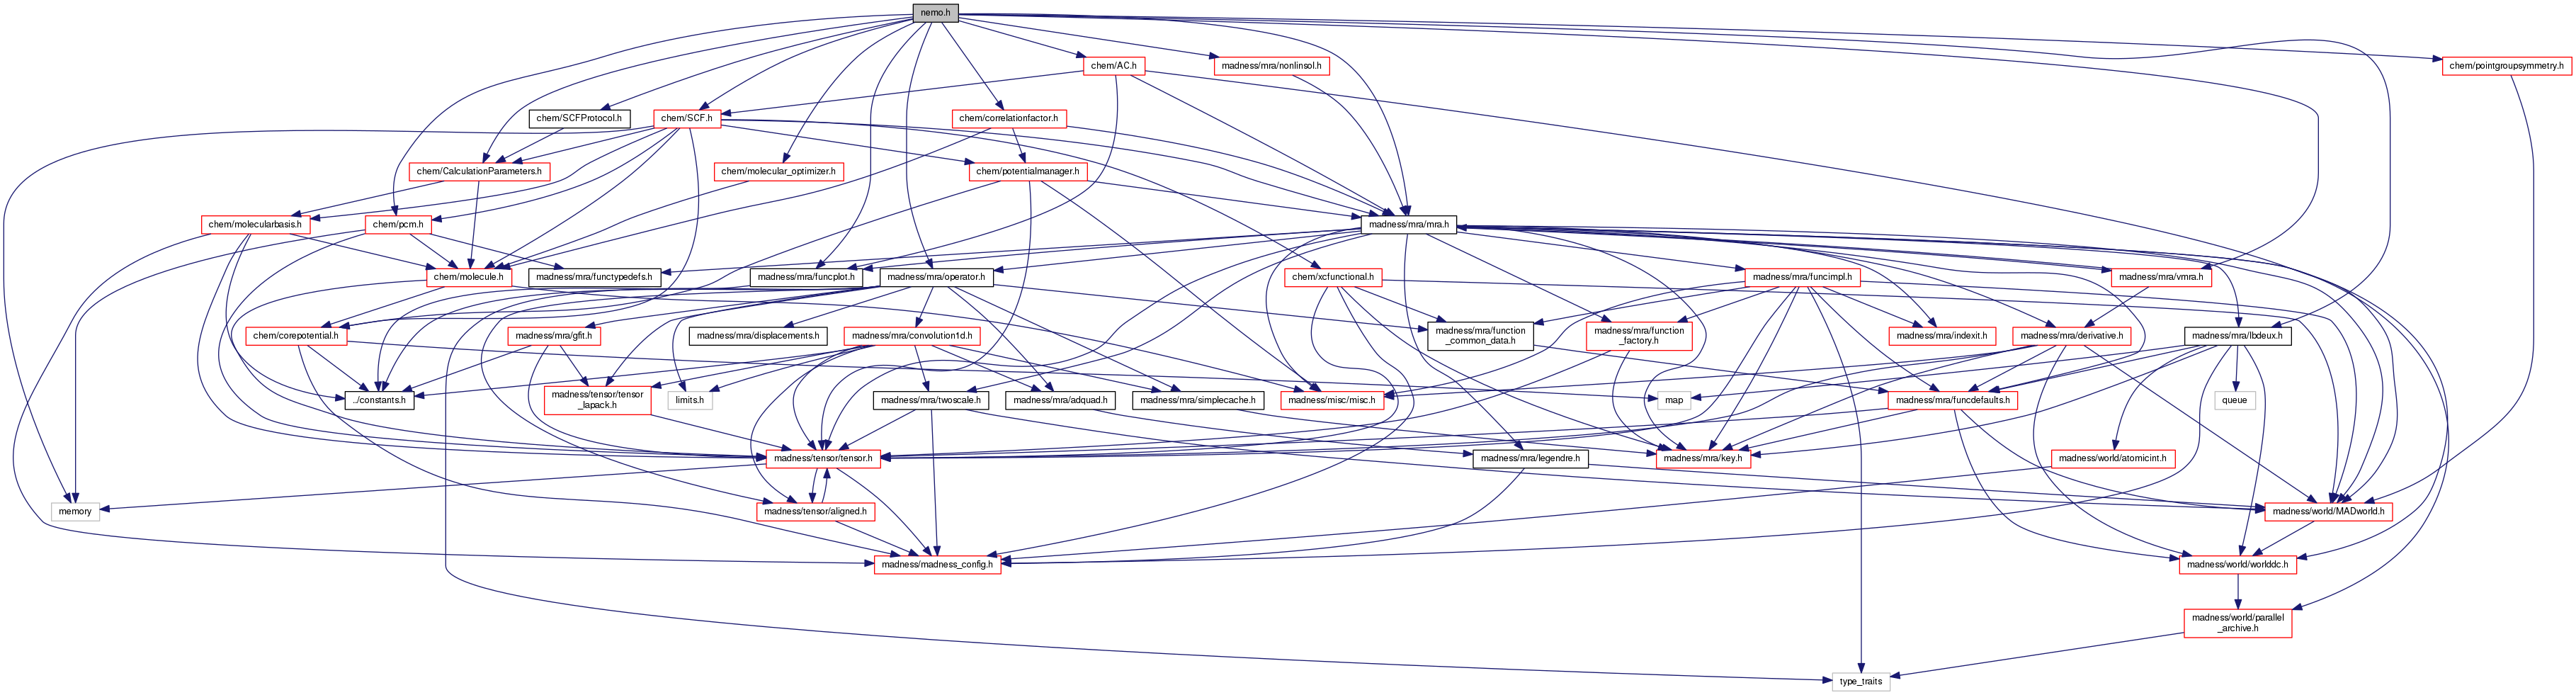 nemo.h
chem/AC.h
madness/mra/nonlinsol.h
chem/pointgroupsymmetry.h
chem/SCFProtocol.h
chem/SCF.h
chem/correlationfactor.h
chem/CalculationParameters.h
chem/molecular_optimizer.h
chem/potentialmanager.h
chem/molecularbasis.h
chem/pcm.h
madness/mra/mra.h
chem/molecule.h
madness/mra/functypedefs.h
madness/mra/funcplot.h
madness/mra/operator.h
chem/xcfunctional.h
madness/mra/funcimpl.h
madness/mra/vmra.h
chem/corepotential.h
madness/mra/gfit.h
madness/mra/displacements.h
madness/mra/convolution1d.h
madness/mra/function
_common_data.h
madness/mra/function
_factory.h
madness/mra/indexit.h
madness/mra/derivative.h
madness/mra/lbdeux.h
../constants.h
madness/tensor/tensor
_lapack.h
limits.h
madness/mra/twoscale.h
madness/mra/adquad.h
madness/mra/simplecache.h
madness/misc/misc.h
map
madness/mra/funcdefaults.h
queue
madness/tensor/tensor.h
madness/mra/legendre.h
madness/mra/key.h
madness/world/atomicint.h
memory
madness/tensor/aligned.h
madness/world/MADworld.h
madness/madness_config.h
madness/world/worlddc.h
madness/world/parallel
_archive.h
type_traits